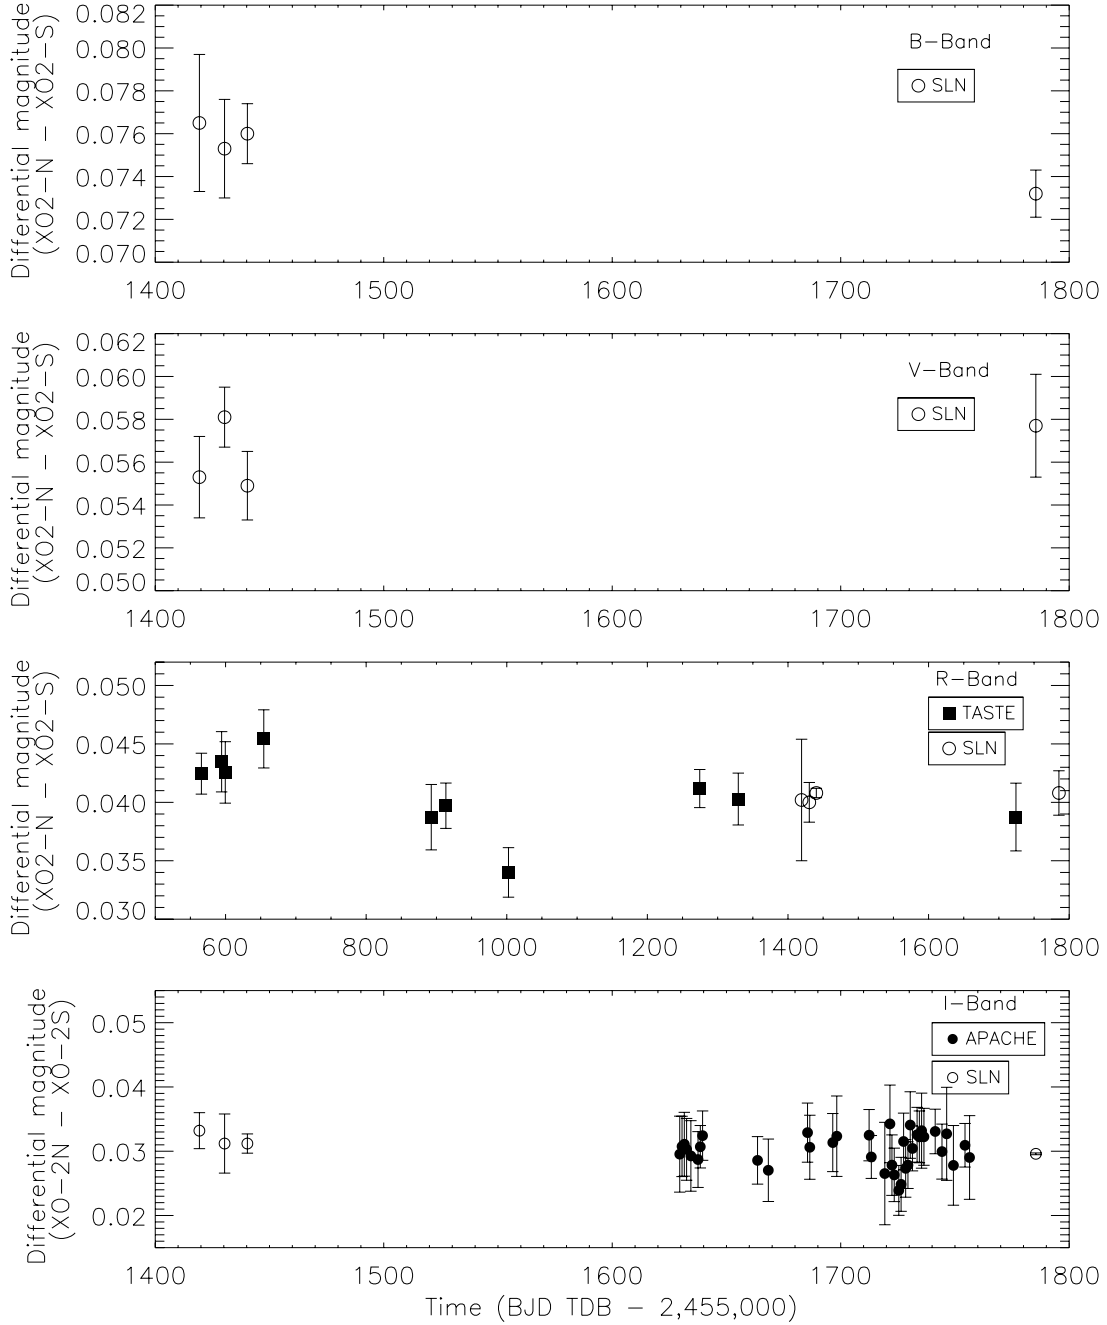 0.082
0.080
0.078
0.076
0.074
0.072
0.070
Differential magnitude
(XO2-N - XO2-S)
B-Band
SLN
1400 1500 1600 1700 1800
0.062
0.060
0.058
0.056
0.054
0.052
0.050
Differential magnitude
(XO2-N - XO2-S)
V-Band
SLN
1400 1500 1600 1700 1800
0.050
0.045
0.040
0.035
0.030
Differential magnitude
(XO2-N - XO2-S)
R-Band
TASTE
SLN
600 800 1000 1200 1400 1600 1800
0.05
0.04
0.03
0.02
Differential magnitude
(XO-2N - XO-2S)
I-Band
APACHE
SLN
1400 1500 1600 1700 1800
Time (BJD TDB - 2,455,000)